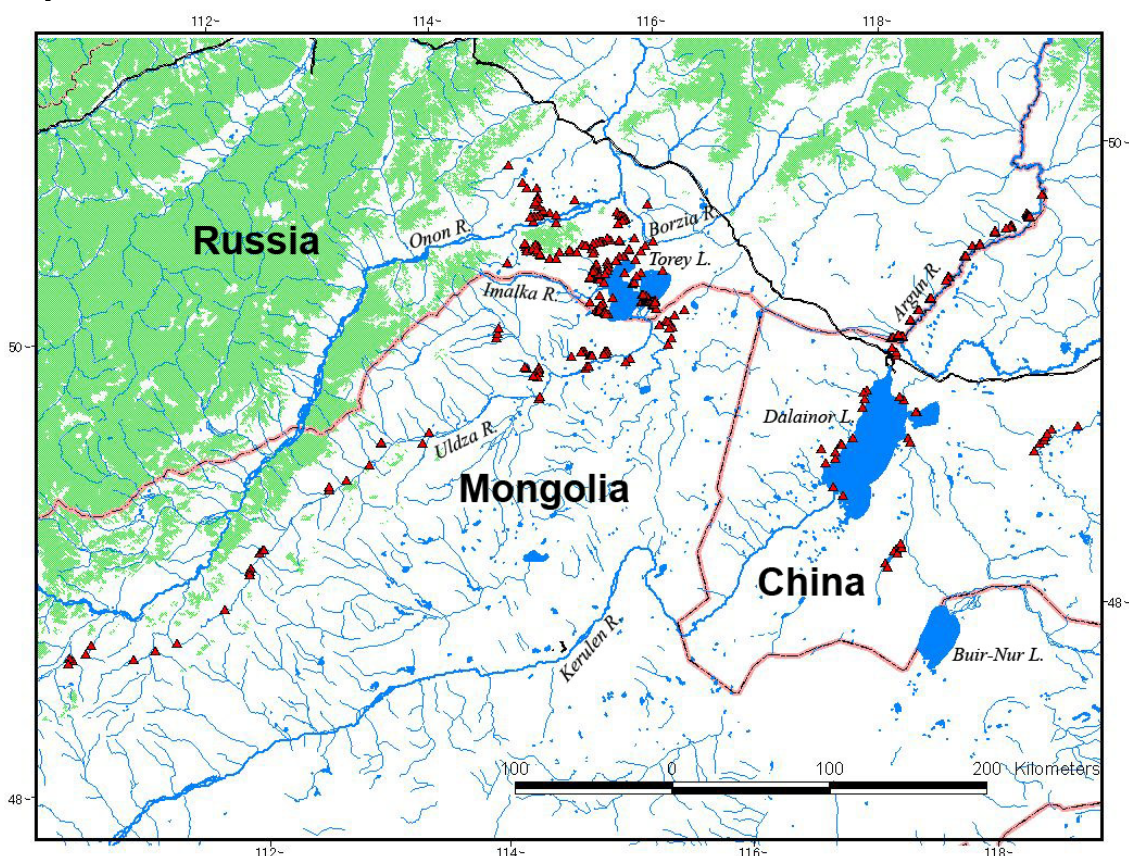 112- 114- 116- 118-
50-
Russia
Onon R.
Borzia R.
Torey L.
Imalka R.
Argun R.
50-
Dalainor L.
Uldza R.
Mongolia
China
48-
Kerulen R.
Buir-Nur L.
100 0 100 200 Kilometers
48-
112- 114- 116- 118-